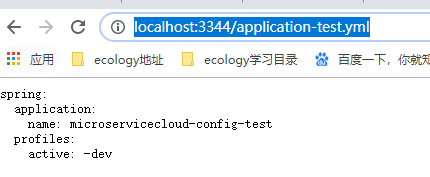 localhost:3344/application-test.yml
应用 ecology地址 ecology学习目录 百度一下，你就知
spring:
  application:
    name: microservicecloud-config-test
  profiles:
    active: -dev